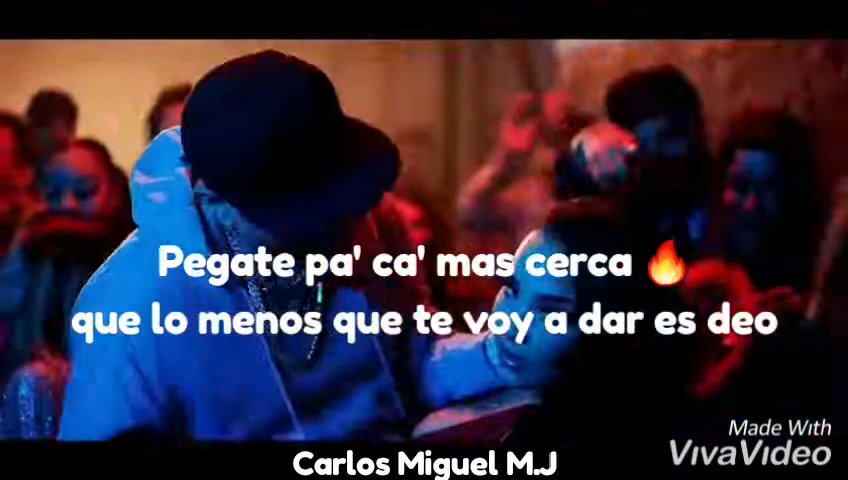 Pegate pa' ca' mas cerca 🔥
que lo menos que te voy a dar es deo
Made With
VivaVideo
Carlos Miguel M.J